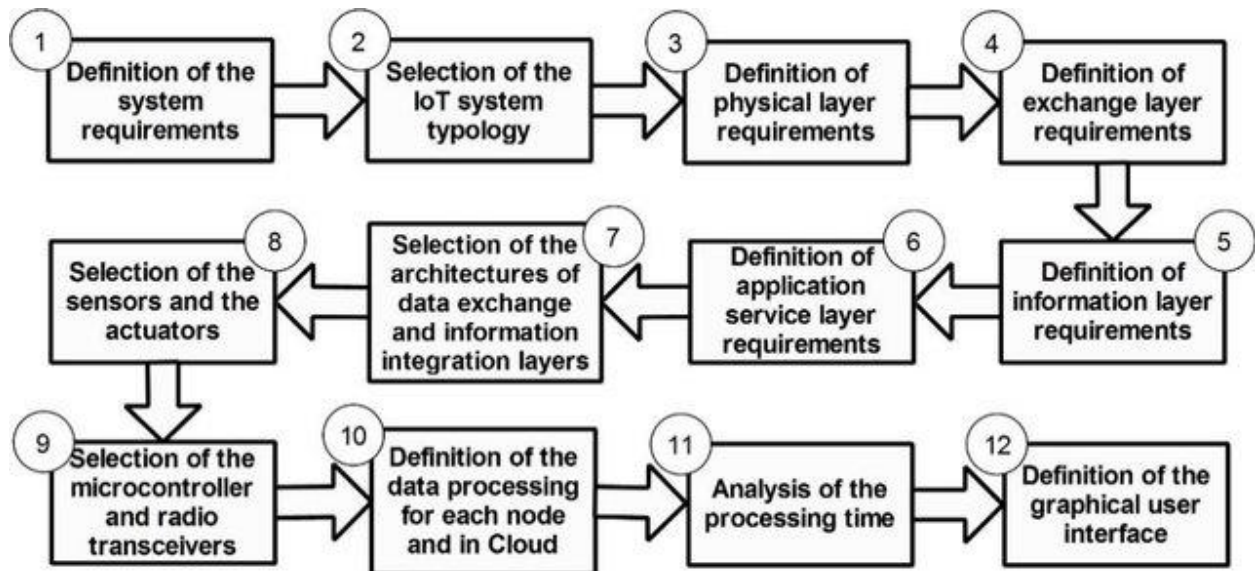 1
Definition of the
system
requirements
2
Selection of the
IoT system
typology
3
Definition of
physical layer
requirements
4
Definition of
exchange layer
requirements
5
Definition of
information layer
requirements
6
Definition of
application
service layer
requirements
7
Selection of the
architectures of
data exchange
and information
integration layers
8
Selection of the
sensors and the
actuators
9
Selection of the
microcontroller
and radio
transceivers
10
Definition of the
data processing
for each node
and in Cloud
11
Analysis of the
processing time
12
Definition of the
graphical user
interface